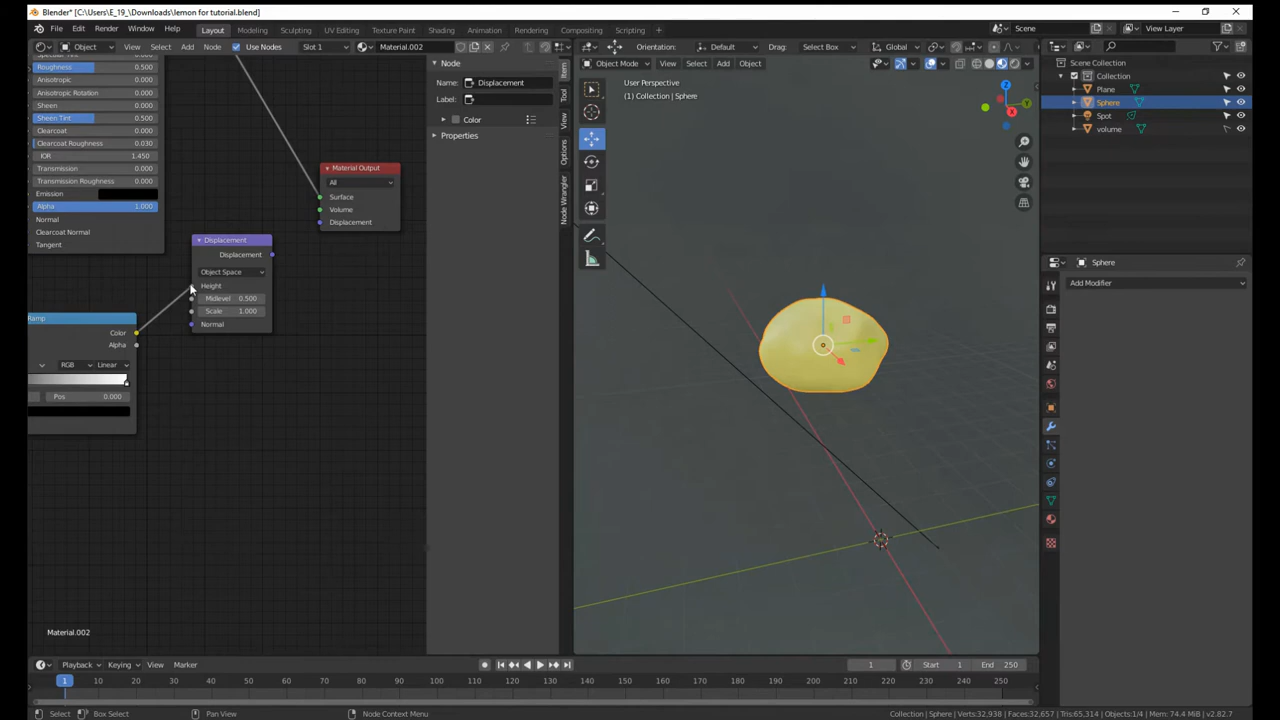 Blender* [C:\Users\E_19_\Downloads\lemon for tutorial.blend]
File Edit Render Window Help Layout Modeling Sculpting UV Editing Texture Paint Shading Animation Rendering Compositing Scripting Scene View Layer
Object View Select Add Node Use Nodes Slot 1 Material.002 Orientation: Default Drag: Select Box Global
Object Mode View Select Add Object
User Perspective
(1) Collection | Sphere
Roughness 0.500
Anisotropic 0.000
Anisotropic Rotation 0.000
Sheen 0.000
Sheen Tint 0.500
Clearcoat 0.000
Clearcoat Roughness 0.030
IOR 1.450
Transmission 0.000
Transmission Roughness 0.000
Emission
Alpha 1.000
Normal
Clearcoat Normal
Tangent
Material Output
All
Surface
Volume
Displacement
Displacement
Displacement
Object Space
Height
Midlevel 0.500
Scale 1.000
Normal
Ramp
Color
Alpha
RGB Linear
Pos 0.000
Material.002
Node
Name: Displacement
Label:
Color
Properties
Item
Tool
View
Options
Node Wrangler
Scene Collection
Collection
Plane
Sphere
Spot
volume
Sphere
Add Modifier
Playback Keying View Marker 1 Start 1 End 250
1 10 20 30 40 50 60 70 80 90 100 110 120 130 140 150 160 170 180 190 200 210 220 230 240 250
Select Box Select Pan View Node Context Menu Collection | Sphere | Verts:32,938 | Faces:32,657 | Tris:65,314 | Objects:1/4 | Mem: 74.4 MiB | v2.82.7